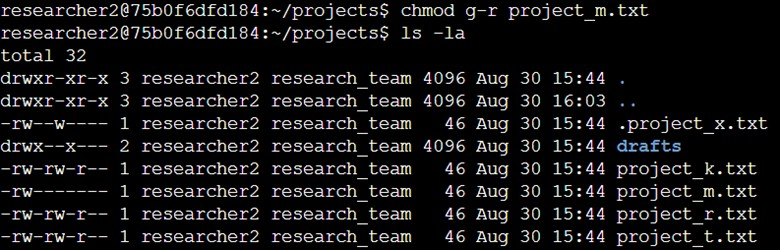 researcher2@75b0f6dfd184:~/projects$ chmod g-r project_m.txt
researcher2@75b0f6dfd184:~/projects$ ls -la
total 32
drwxr-xr-x 3 researcher2 research_team 4096 Aug 30 15:44 .
drwxr-xr-x 3 researcher2 research_team 4096 Aug 30 16:03 ..
-rw--w---- 1 researcher2 research_team   46 Aug 30 15:44 .project_x.txt
drwx--x--- 2 researcher2 research_team 4096 Aug 30 15:44 drafts
-rw-rw-r-- 1 researcher2 research_team   46 Aug 30 15:44 project_k.txt
-rw------- 1 researcher2 research_team   46 Aug 30 15:44 project_m.txt
-rw-rw-r-- 1 researcher2 research_team   46 Aug 30 15:44 project_r.txt
-rw-rw-r-- 1 researcher2 research_team   46 Aug 30 15:44 project_t.txt